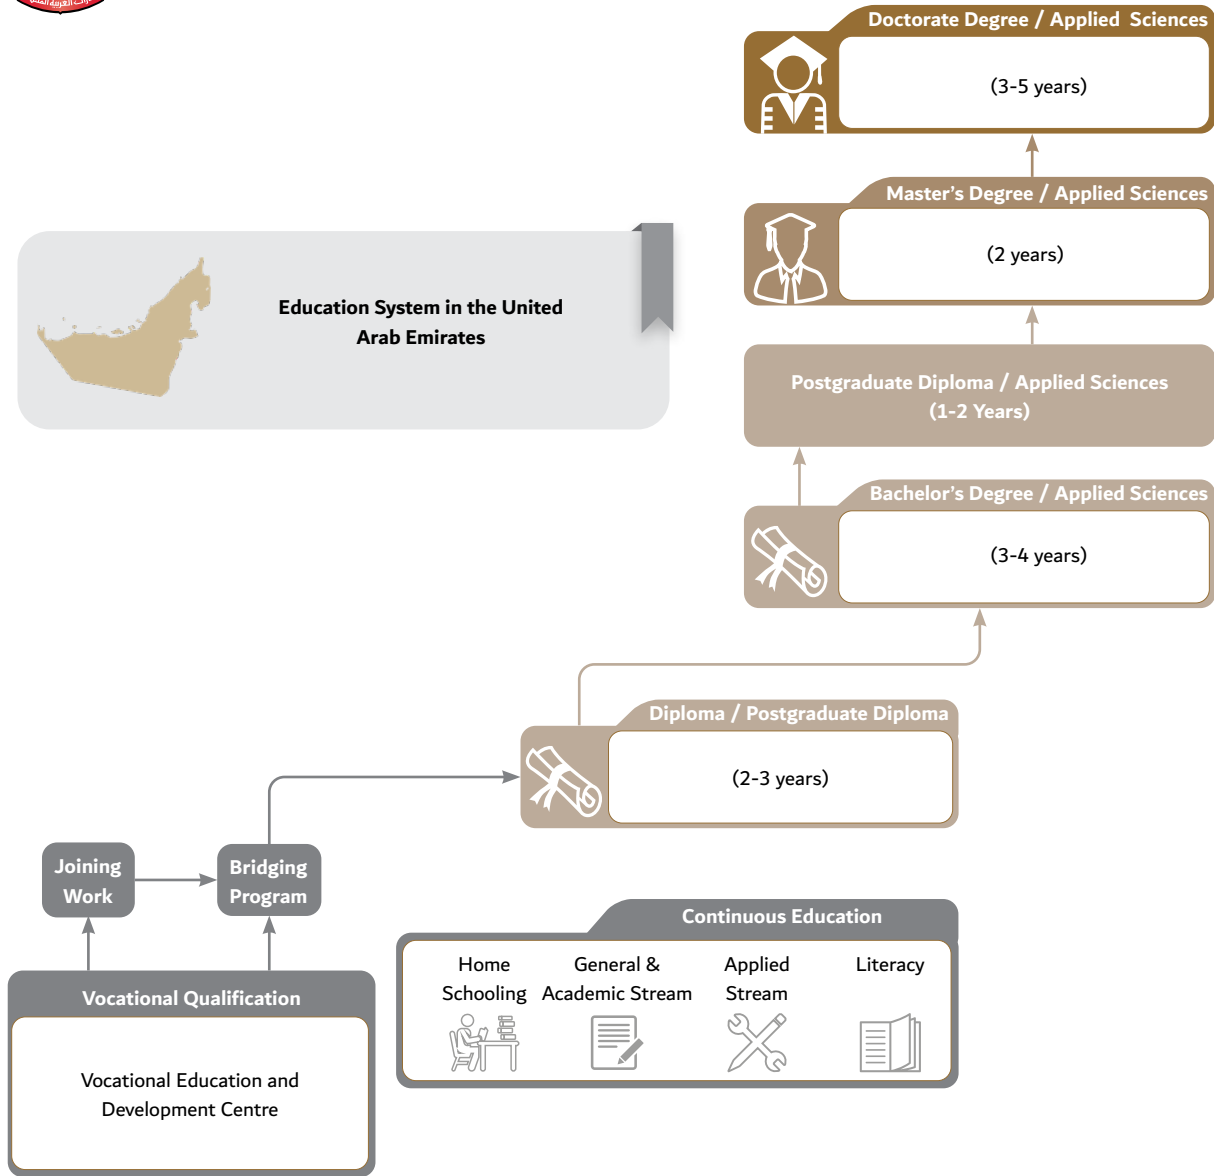 الإمارات العربية المتحدة
Doctorate Degree / Applied Sciences
(3-5 years)
Master's Degree / Applied Sciences
(2 years)
Education System in the United
Arab Emirates
Postgraduate Diploma / Applied Sciences
(1-2 Years)
Bachelor's Degree / Applied Sciences
(3-4 years)
Diploma / Postgraduate Diploma
(2-3 years)
Joining
Work
Bridging
Program
Continuous Education
Home
Schooling
General &
Academic Stream
Applied
Stream
Literacy
Vocational Qualification
Vocational Education and
Development Centre